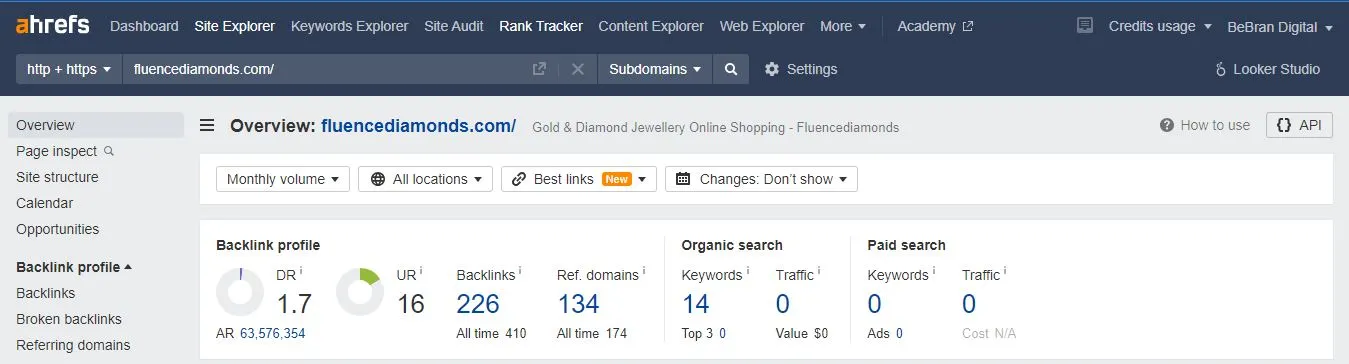 ahrefs Dashboard Site Explorer Keywords Explorer Site Audit Rank Tracker Content Explorer Web Explorer More Academy Credits usage BeBran Digital
http + https fluencediamonds.com/ Subdomains Settings Looker Studio
Overview
Page inspect
Site structure
Calendar
Opportunities
Backlink profile
Backlinks
Broken backlinks
Referring domains
Overview: fluencediamonds.com/ Gold & Diamond Jewellery Online Shopping - Fluencediamonds ? How to use {} API
Monthly volume All locations Best links New Changes: Don't show
Backlink profile
DR i UR i Backlinks i Ref. domains i
1.7 16 226 134
AR 63,576,354 All time 410 All time 174
Organic search
Keywords i Traffic i
14 0
Top 3 0 Value $0
Paid search
Keywords i Traffic i
0 0
Ads 0 Cost N/A